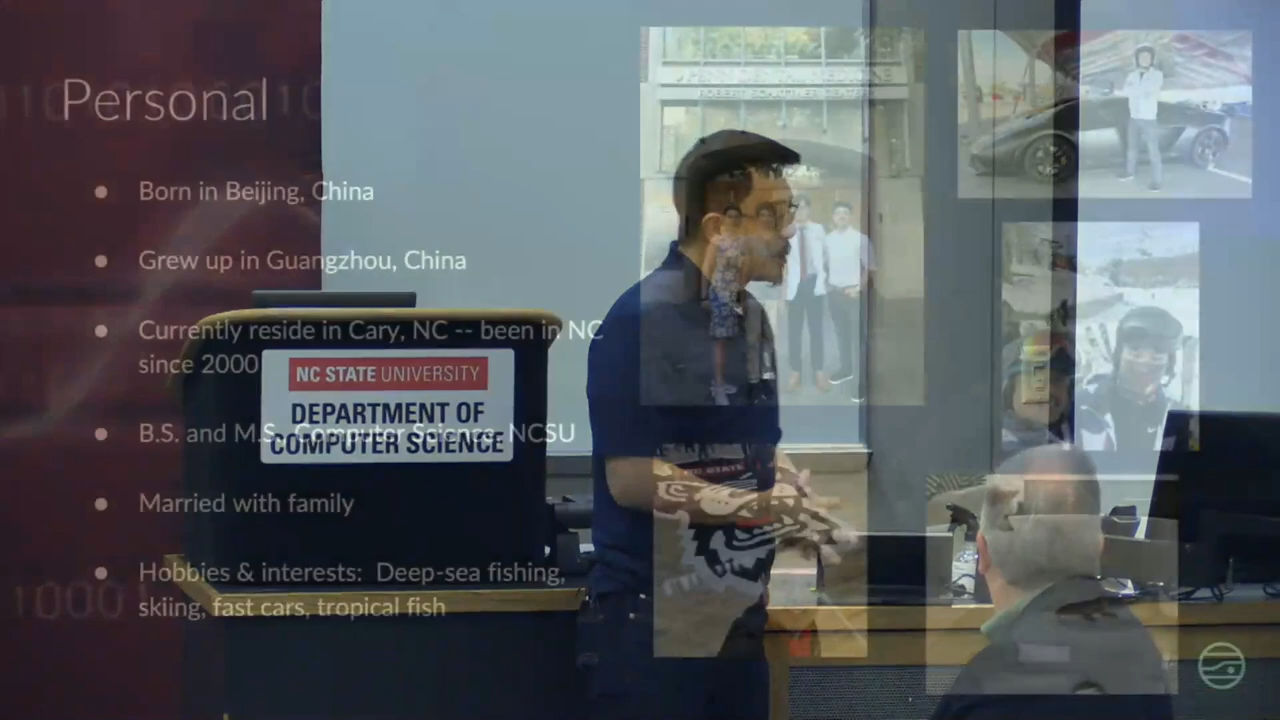 Personal
Born in Beijing, China
Grew up in Guangzhou, China
Currently reside in Cary, NC -- been in NC
since 2000
NC STATE UNIVERSITY
DEPARTMENT OF
COMPUTER SCIENCE
B.S. and M.S. Computer Science, NCSU
Married with family
Hobbies & interests: Deep-sea fishing,
skiing, fast cars, tropical fish
1000